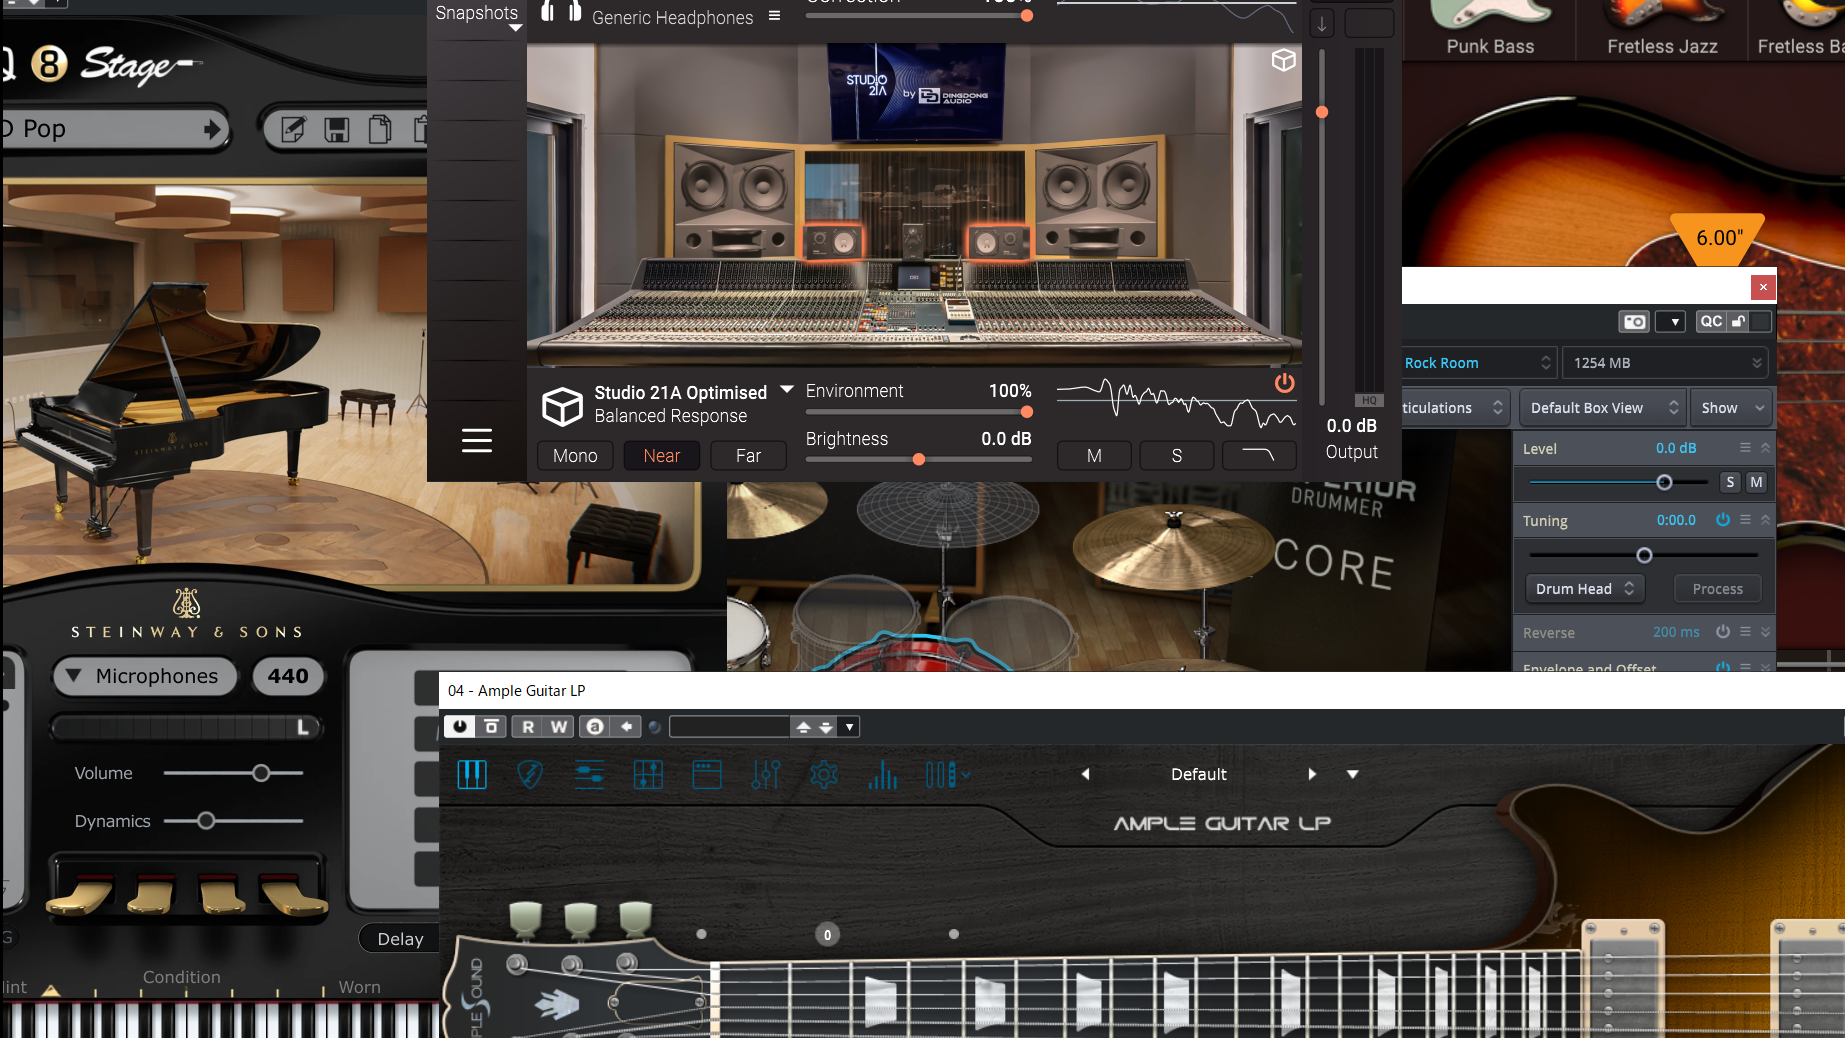 Snapshots
Generic Headphones
Punk Bass
Fretless Jazz
Fretless
8 Stage
Pop
STUDIO
21A by DINGDONG
AUDIO
6.00"
QC
Rock Room
1254 MB
Default Box View
Show
HQ
Studio 21A Optimised
Balanced Response
Mono
Near
Far
Environment
100%
Brightness
0.0 dB
M
S
0.0 dB
Output
Level
0.0 dB
S
M
Tuning
0:00.0
Drum Head
Process
Reverse
200 ms
Envelope and Offset
DRUMMER
CORE
STEINWAY & SONS
STEINWAY & SONS
Microphones
440
L
Volume
Dynamics
Delay
Condition
Worn
04 - Ample Guitar LP
R
W
a
Default
AMPLE GUITAR LP
0
SOUND